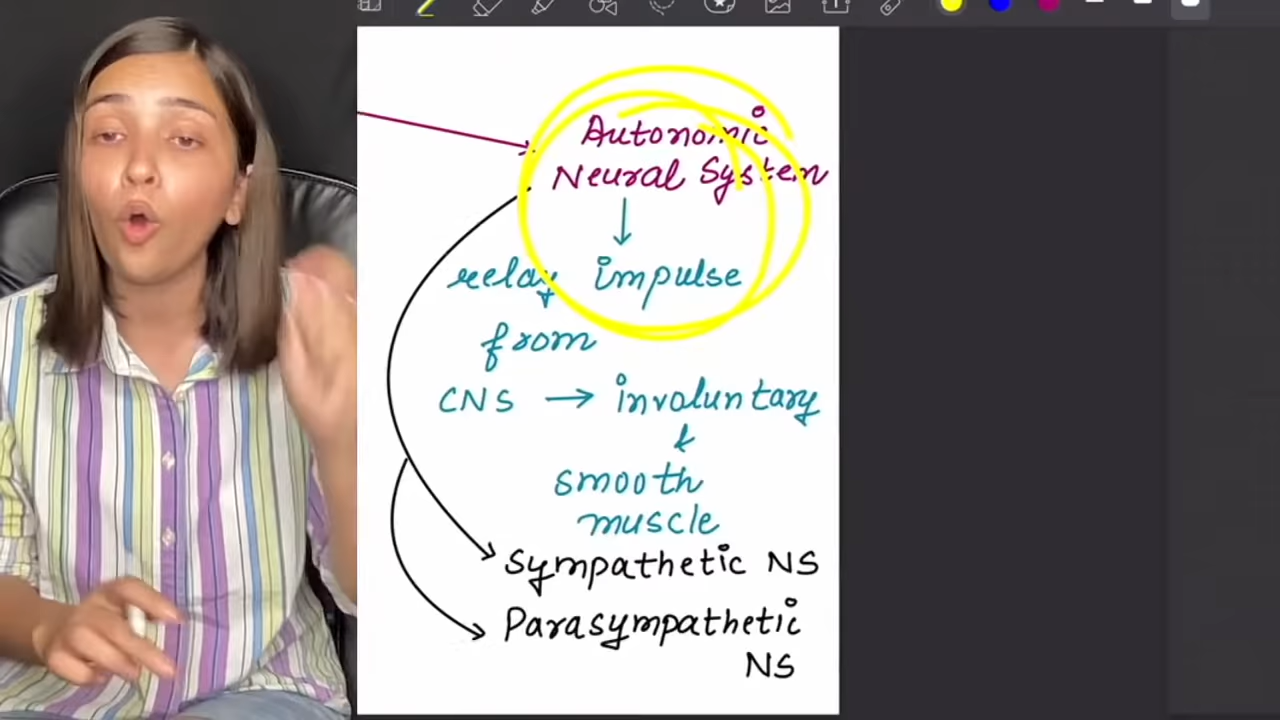 Autonomic
Neural System
↓
relay impulse
from
CNS → involuntary
&
smooth
muscle
Sympathetic NS
Parasympathetic
NS